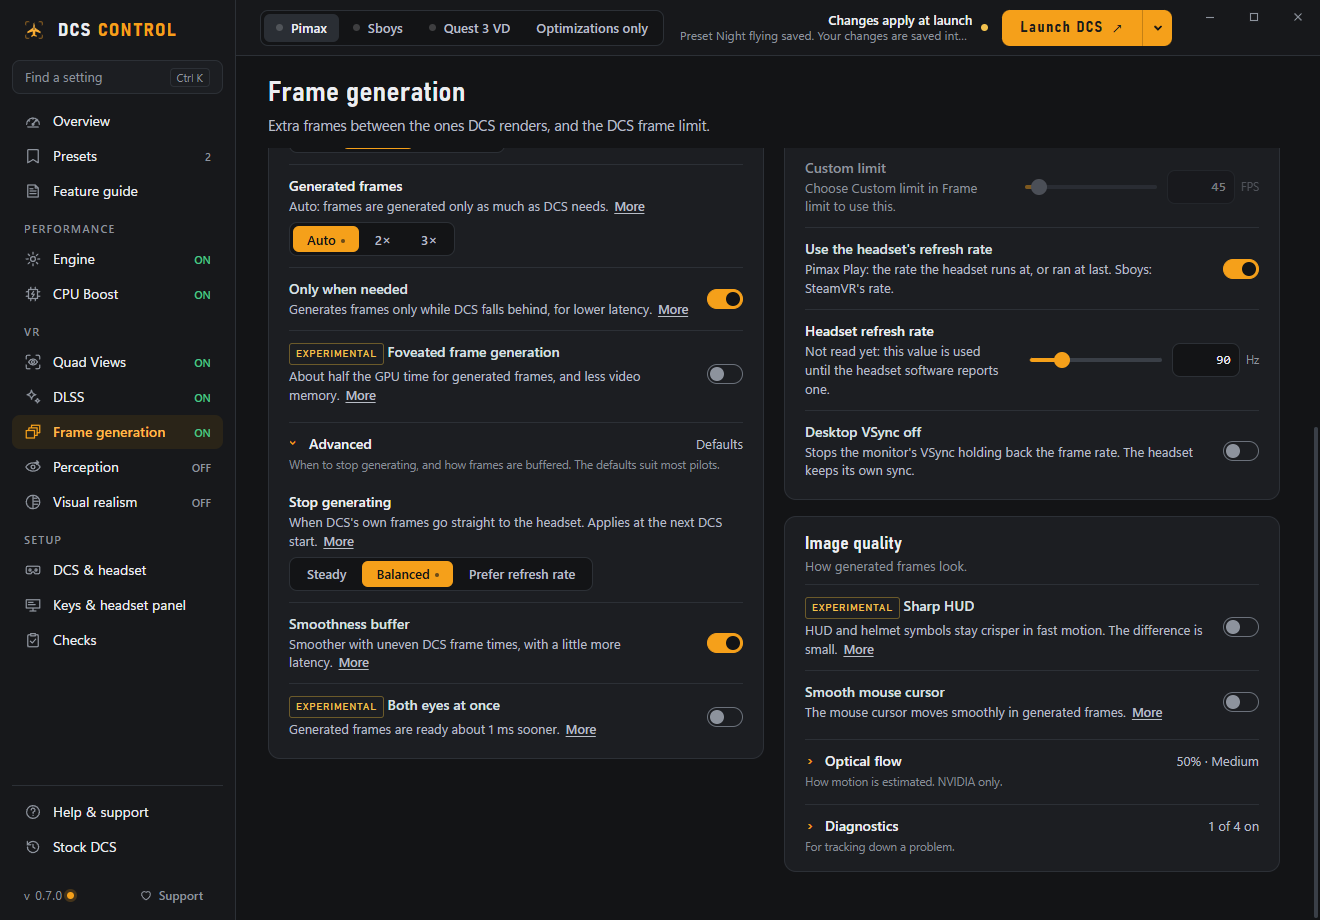 DCS CONTROL
Find a setting Ctrl K
Overview
Presets 2
Feature guide
PERFORMANCE
Engine ON
CPU Boost ON
VR
Quad Views ON
DLSS ON
Frame generation ON
Perception OFF
Visual realism OFF
SETUP
DCS & headset
Keys & headset panel
Checks
Help & support
Stock DCS
v 0.7.0
Support
Pimax
Sboys
Quest 3 VD
Optimizations only
Changes apply at launch
Preset Night flying saved. Your changes are saved int...
Launch DCS ↗
Frame generation
Extra frames between the ones DCS renders, and the DCS frame limit.
Generated frames
Auto: frames are generated only as much as DCS needs. More
Auto 2× 3×
Only when needed
Generates frames only while DCS falls behind, for lower latency. More
EXPERIMENTAL Foveated frame generation
About half the GPU time for generated frames, and less video
memory. More
Advanced Defaults
When to stop generating, and how frames are buffered. The defaults suit most pilots.
Stop generating
When DCS's own frames go straight to the headset. Applies at the next DCS
start. More
Steady Balanced Prefer refresh rate
Smoothness buffer
Smoother with uneven DCS frame times, with a little more
latency. More
EXPERIMENTAL Both eyes at once
Generated frames are ready about 1 ms sooner. More
Custom limit
Choose Custom limit in Frame
limit to use this.
45 FPS
Use the headset's refresh rate
Pimax Play: the rate the headset runs at, or ran at last. Sboys:
SteamVR's rate.
Headset refresh rate
Not read yet: this value is used
until the headset software reports
one.
90 Hz
Desktop VSync off
Stops the monitor's VSync holding back the frame rate. The headset
keeps its own sync.
Image quality
How generated frames look.
EXPERIMENTAL Sharp HUD
HUD and helmet symbols stay crisper in fast motion. The difference is
small. More
Smooth mouse cursor
The mouse cursor moves smoothly in generated frames. More
Optical flow 50% · Medium
How motion is estimated. NVIDIA only.
Diagnostics 1 of 4 on
For tracking down a problem.